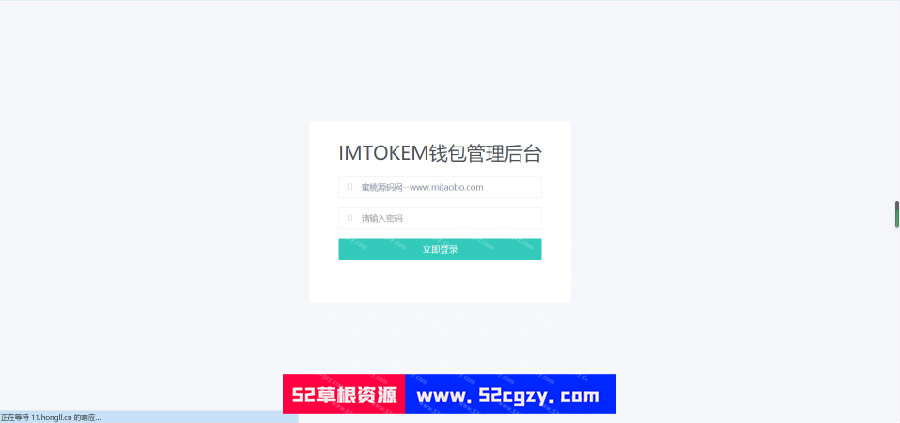 IMTOKEM钱包管理后台
蜜桃源码网--www.mitaobo.com
请输入密码
立即登录
52草根资源 www.52cgzy.com
正在等待 11.hongll.cn 的响应...